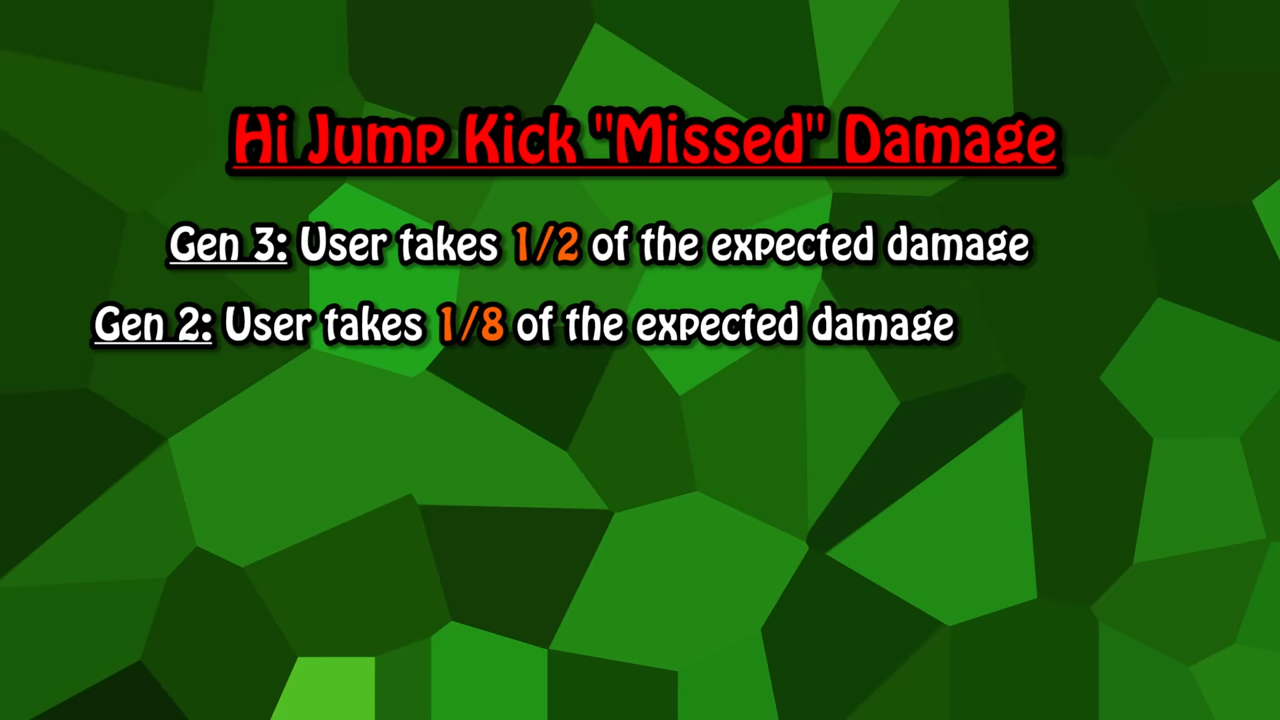 Hi Jump Kick "Missed" Damage
Gen 3: User takes 1/2 of the expected damage
Gen 2: User takes 1/8 of the expected damage